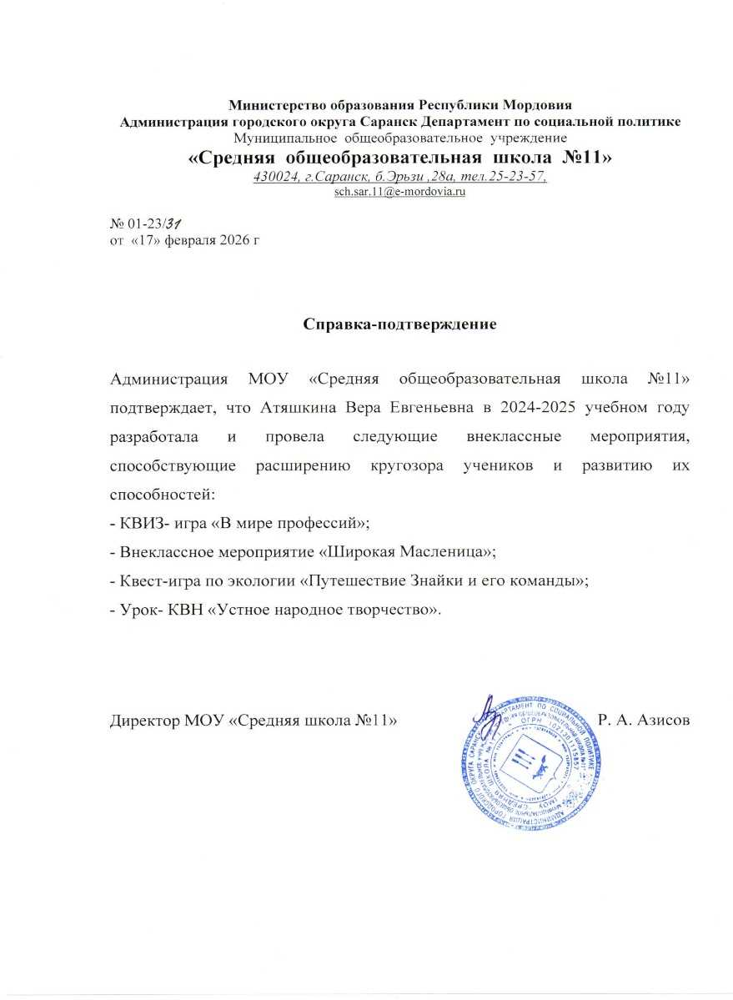 Министерство образования Республики Мордовия
Администрация городского округа Саранск Департамент по социальной политике
Муниципальное общеобразовательное учреждение
«Средняя общеобразовательная школа №11»
430024, г.Саранск, б.Эрьзи ,28а, тел.25-23-57,
sch.sar.11@e-mordovia.ru
№ 01-23/31
от «17» февраля 2026 г
Справка-подтверждение
Администрация МОУ «Средняя общеобразовательная школа №11»
подтверждает, что Атяшкина Вера Евгеньевна в 2024-2025 учебном году
разработала и провела следующие внеклассные мероприятия,
способствующие расширению кругозора учеников и развитию их
способностей:
- КВИЗ- игра «В мире профессий»;
- Внеклассное мероприятие «Широкая Масленица»;
- Квест-игра по экологии «Путешествие Знайки и его команды»;
- Урок- КВН «Устное народное творчество».
Директор МОУ «Средняя школа №11»
Р. А. Азисов